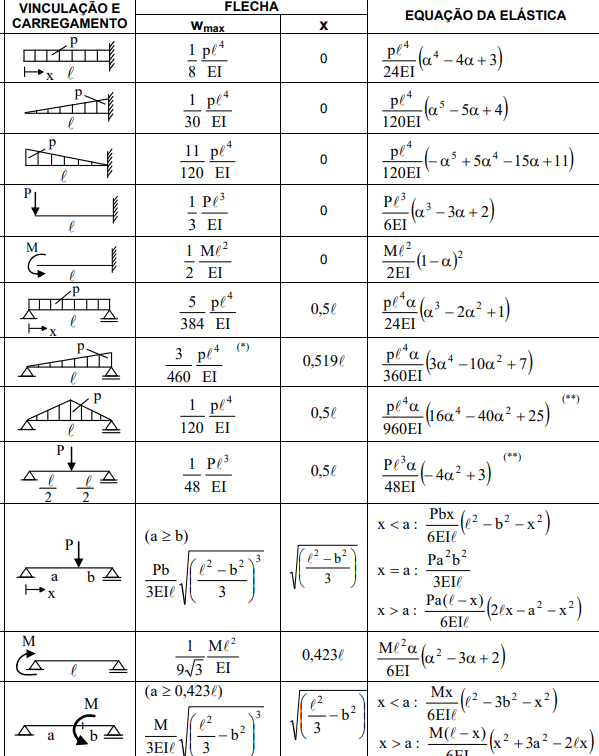 VINCULAÇÃO E CARREGAMENTO | FLECHA | EQUAÇÃO DA ELÁSTICA
w_max | x
p x ℓ | 1/8 pℓ⁴/EI | 0 | pℓ⁴/24EI (α⁴ − 4α + 3)
p ℓ | 1/30 pℓ⁴/EI | 0 | pℓ⁴/120EI (α⁵ − 5α + 4)
p ℓ | 11/120 pℓ⁴/EI | 0 | pℓ⁴/120EI (−α⁵ + 5α⁴ − 15α + 11)
P ℓ | 1/3 Pℓ³/EI | 0 | Pℓ³/6EI (α³ − 3α + 2)
M ℓ | 1/2 Mℓ²/EI | 0 | Mℓ²/2EI (1 − α)²
p x ℓ | 5/384 pℓ⁴/EI | 0,5ℓ | pℓ⁴α/24EI (α³ − 2α² + 1)
p ℓ | 3/460 pℓ⁴/EI (*) | 0,519ℓ | pℓ⁴α/360EI (3α⁴ − 10α² + 7)
p ℓ | 1/120 pℓ⁴/EI | 0,5ℓ | pℓ⁴α/960EI (16α⁴ − 40α² + 25) (**)
P ℓ/2 ℓ/2 | 1/48 Pℓ³/EI | 0,5ℓ | Pℓ³α/48EI (−4α² + 3) (**)
P a b x | (a ≥ b) Pb/3EIℓ √((ℓ² − b²)/3)³ | √((ℓ² − b²)/3) | x < a : Pbx/6EIℓ (ℓ² − b² − x²)
x = a : Pa²b²/3EIℓ
x > a : Pa(ℓ − x)/6EIℓ (2ℓx − a² − x²)
M ℓ | 1/9√3 Mℓ²/EI | 0,423ℓ | Mℓ²α/6EI (α² − 3α + 2)
M a b | (a ≥ 0,423ℓ) M/3EIℓ √(ℓ²/3 − b²)³ | √(ℓ²/3 − b²) | x < a : Mx/6EIℓ (ℓ² − 3b² − x²)
x > a : M(ℓ − x)/6EI (x² + 3a² − 2ℓx)